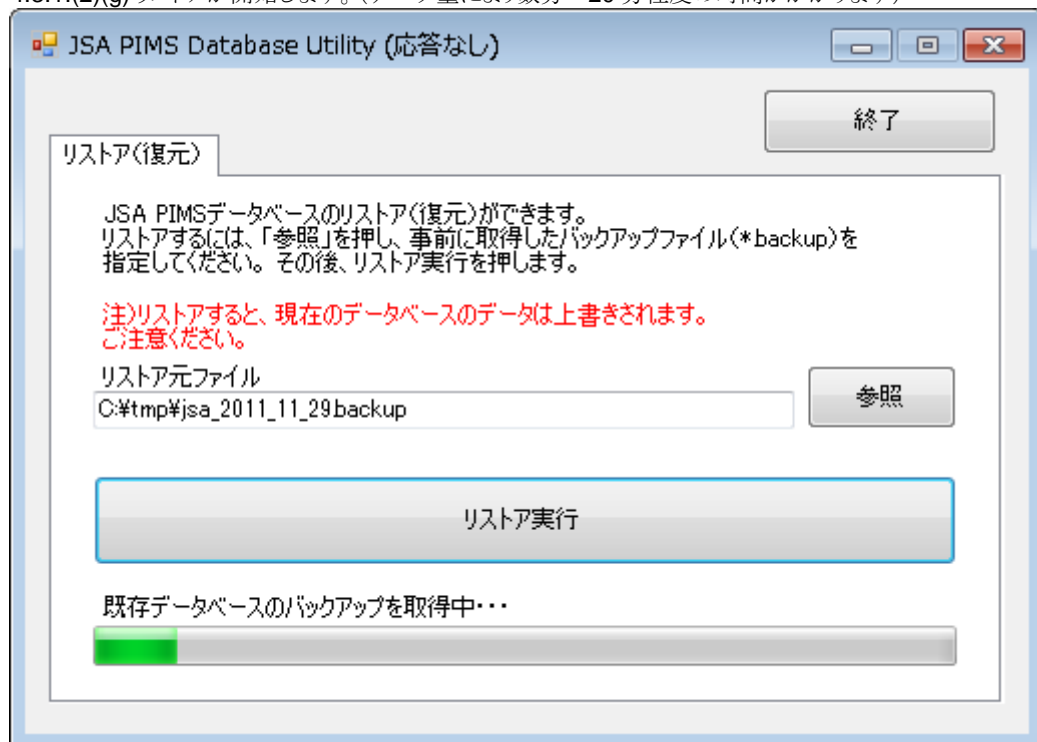 JSA PIMS Database Utility (応答なし)
終了
リストア(復元)
JSA PIMSデータベースのリストア(復元)ができます。
リストアするには、「参照」を押し、事前に取得したバックアップファイル(*.backup)を
指定してください。その後、リストア実行を押します。
注)リストアすると、現在のデータベースのデータは上書きされます。
ご注意ください。
リストア元ファイル
C:¥tmp¥jsa_2011_11_29.backup
参照
リストア実行
既存データベースのバックアップを取得中・・・